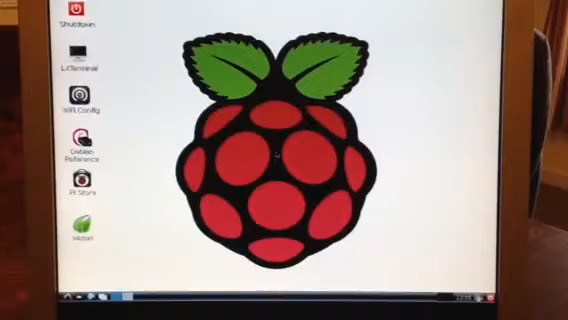 Shutdown
LXTerminal
WiFi Config
Debian
Reference
Pi Store
Midori